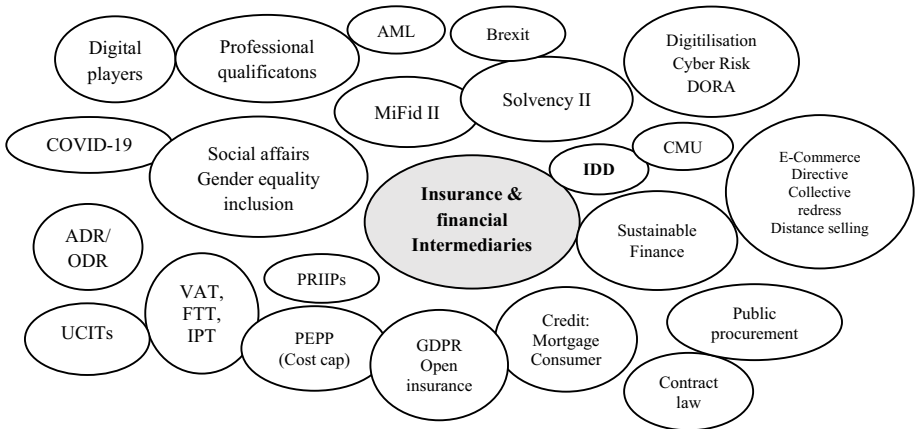 Digital
players
Professional
qualificatons
AML
Brexit
Digitilisation
Cyber Risk
DORA
MiFid II
Solvency II
COVID-19
Social affairs
Gender equality
inclusion
Insurance &
financial
Intermediaries
IDD
CMU
E-Commerce
Directive
Collective
redress
Distance selling
ADR/
ODR
Sustainable
Finance
UCITs
VAT,
FTT,
IPT
PRIIPs
PEPP
(Cost cap)
GDPR
Open
insurance
Credit:
Mortgage
Consumer
Public
procurement
Contract
law